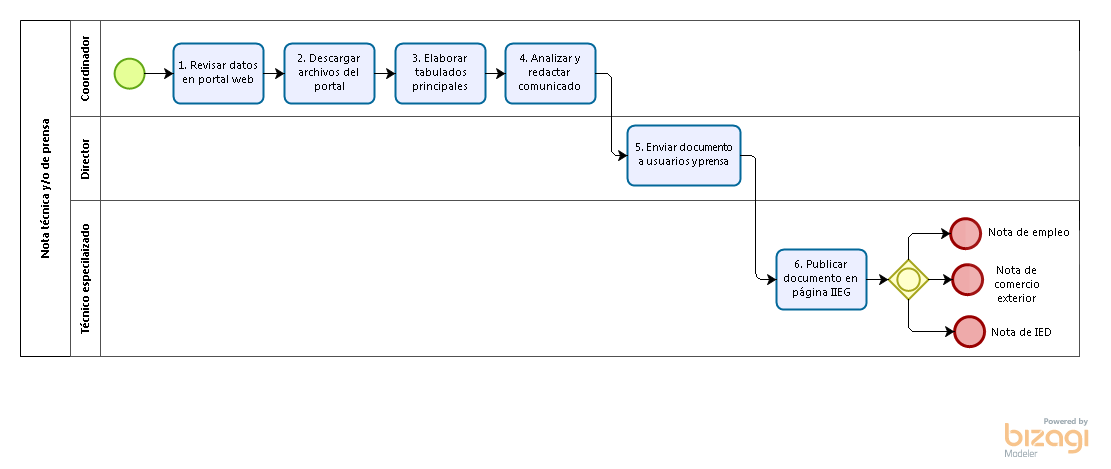 Nota técnica y/o de prensa
Coordinador
1. Revisar datos
en portal web
2. Descargar
archivos del
portal
3. Elaborar
tabulados
principales
4. Analizar y
redactar
comunicado
Director
5. Enviar documento
a usuarios y prensa
Técnico especilizado
6. Publicar
documento en
página IIEG
Nota de empleo
Nota de
comercio
exterior
Nota de IED
Powered by
bizagi
Modeler